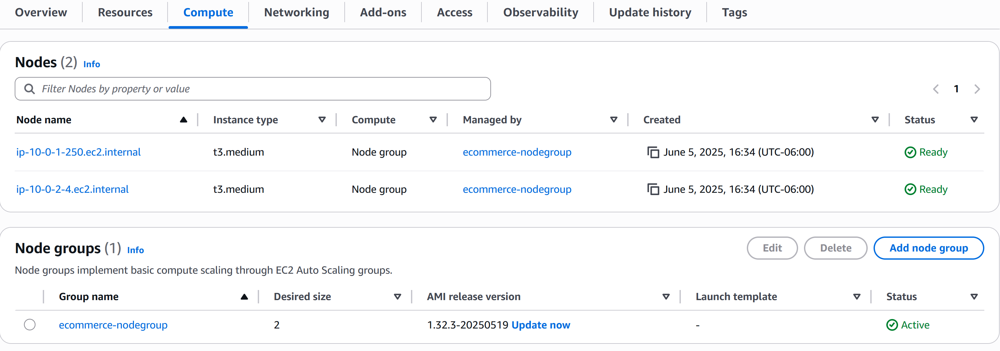 Overview Resources Compute Networking Add-ons Access Observability Update history Tags
Nodes (2) Info
Filter Nodes by property or value
1
Node name Instance type Compute Managed by Created Status
ip-10-0-1-250.ec2.internal t3.medium Node group ecommerce-nodegroup June 5, 2025, 16:34 (UTC-06:00) Ready
ip-10-0-2-4.ec2.internal t3.medium Node group ecommerce-nodegroup June 5, 2025, 16:34 (UTC-06:00) Ready
Node groups (1) Info
Edit Delete Add node group
Node groups implement basic compute scaling through EC2 Auto Scaling groups.
Group name Desired size AMI release version Launch template Status
ecommerce-nodegroup 2 1.32.3-20250519 Update now - Active